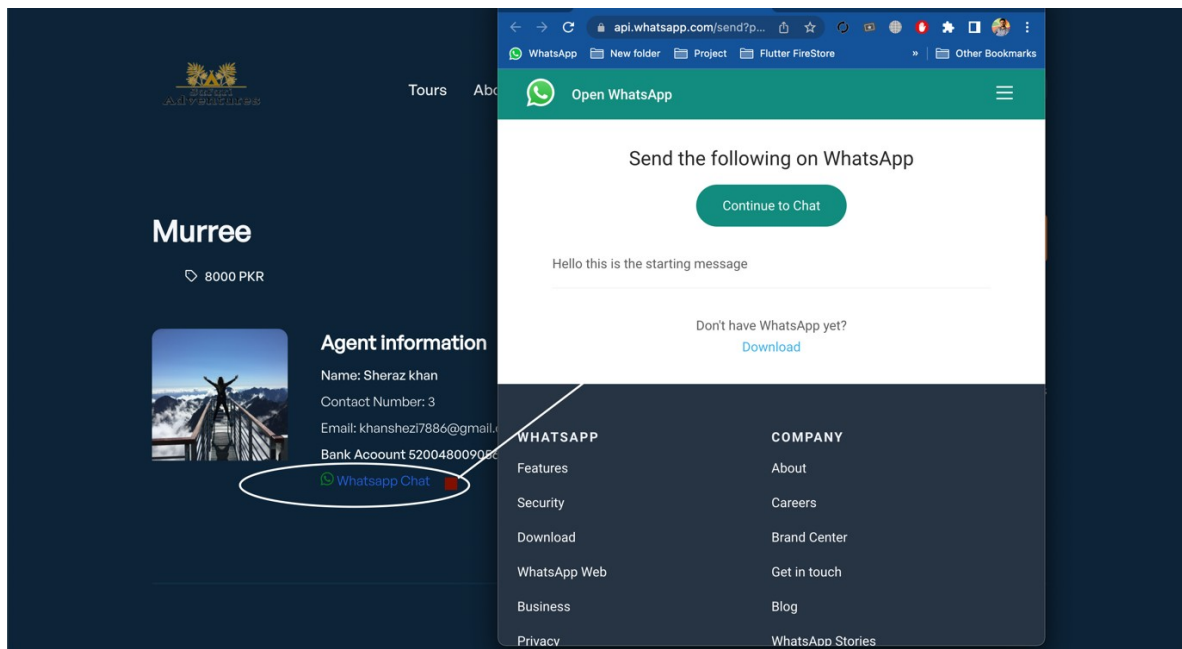 Safari
Adventures
Tours
Murree
8000 PKR
Agent information
Name: Sheraz khan
Contact Number: 3
Email: khanshezi7886@gmail.
Bank Acoount 52004800905
Whatsapp Chat
api.whatsapp.com/send?p...
WhatsApp
New folder
Project
Flutter FireStore
»
Other Bookmarks
Open WhatsApp
Send the following on WhatsApp
Continue to Chat
Hello this is the starting message
Don't have WhatsApp yet?
Download
WHATSAPP
Features
Security
Download
WhatsApp Web
Business
Privacy
COMPANY
About
Careers
Brand Center
Get in touch
Blog
WhatsApp Stories